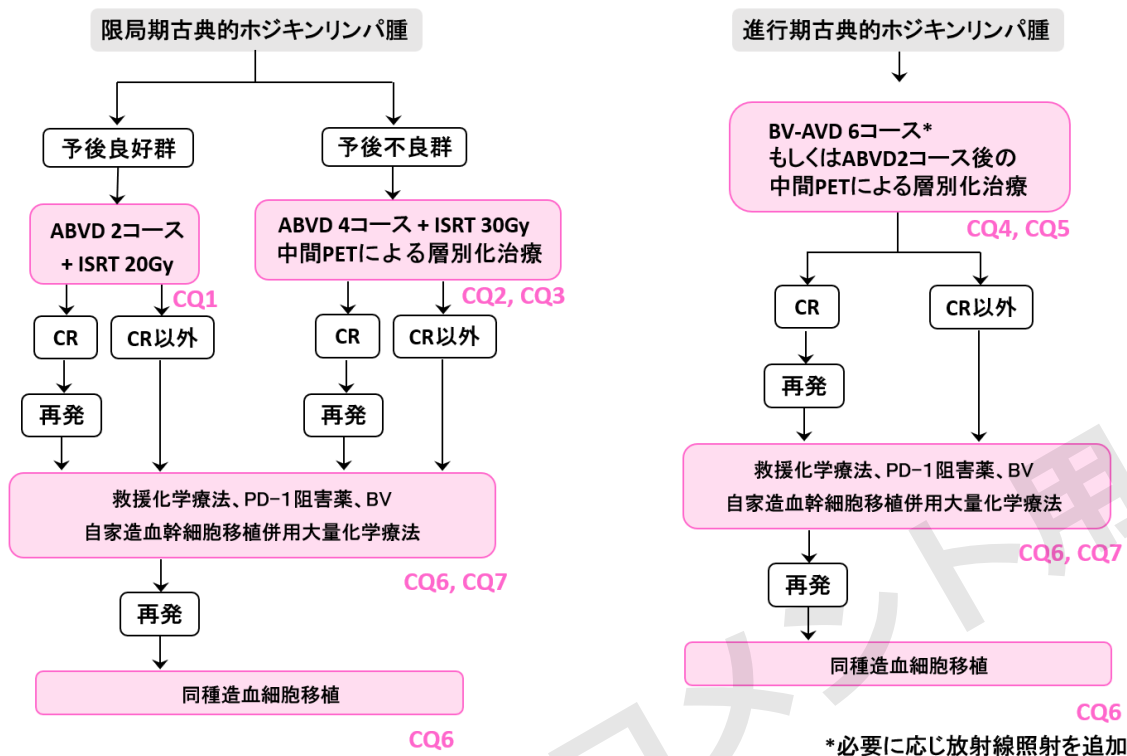 限局期古典的ホジキンリンパ腫
予後良好群
予後不良群
ABVD 2コース
+ ISRT 20Gy
CQ1
ABVD 4コース + ISRT 30Gy
中間PETによる層別化治療
CQ2, CQ3
CR
CR以外
CR
CR以外
再発
再発
救援化学療法、PD-1阻害薬、BV
自家造血幹細胞移植併用大量化学療法
CQ6, CQ7
再発
同種造血細胞移植
CQ6
進行期古典的ホジキンリンパ腫
BV-AVD 6コース*
もしくはABVD2コース後の
中間PETによる層別化治療
CQ4, CQ5
CR
CR以外
再発
救援化学療法、PD-1阻害薬、BV
自家造血幹細胞移植併用大量化学療法
CQ6, CQ7
再発
同種造血細胞移植
CQ6
*必要に応じ放射線照射を追加
コメント用